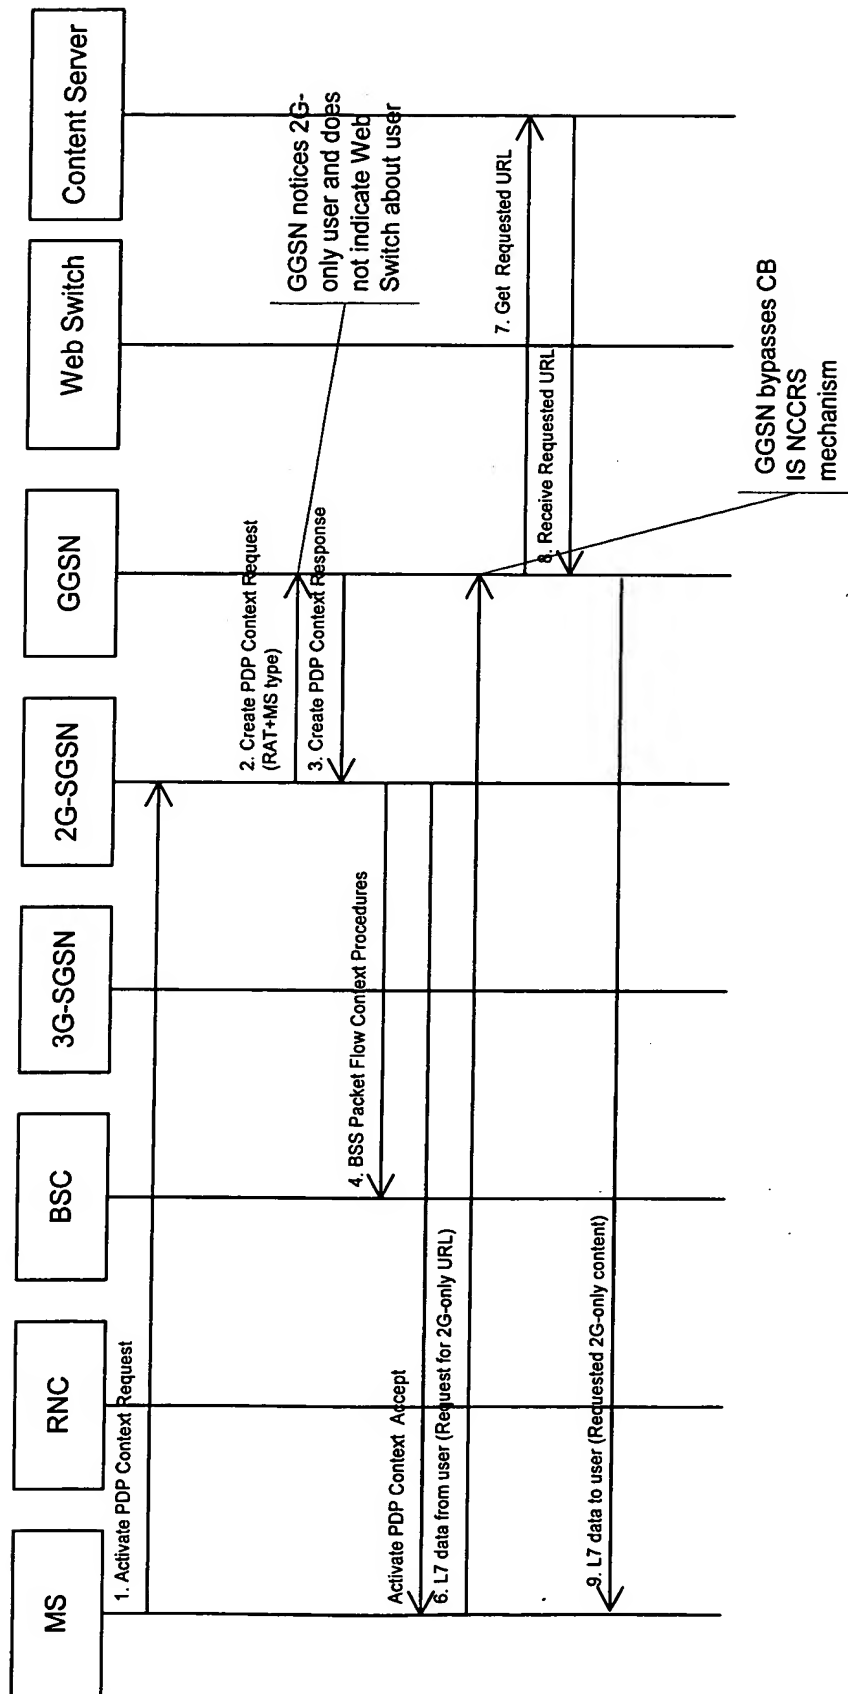 MS
RNC
BSC
3G-SGSN
2G-SGSN
GGSN
Web Switch
Content Server
1. Activate PDP Context Request
2. Create PDP Context Request
(RAT+MS type)
3. Create PDP Context Response
GGSN notices 2G-
only user and does
not indicate Web
Switch about user
4. BSS Packet Flow Context Procedures
Activate PDP Context Accept
6. L7 data from user (Request for 2G-only URL)
7. Get Requested URL
8. Receive Requested URL
9. L7 data to user (Requested 2G-only content)
GGSN bypasses CB
IS NCCRS
mechanism